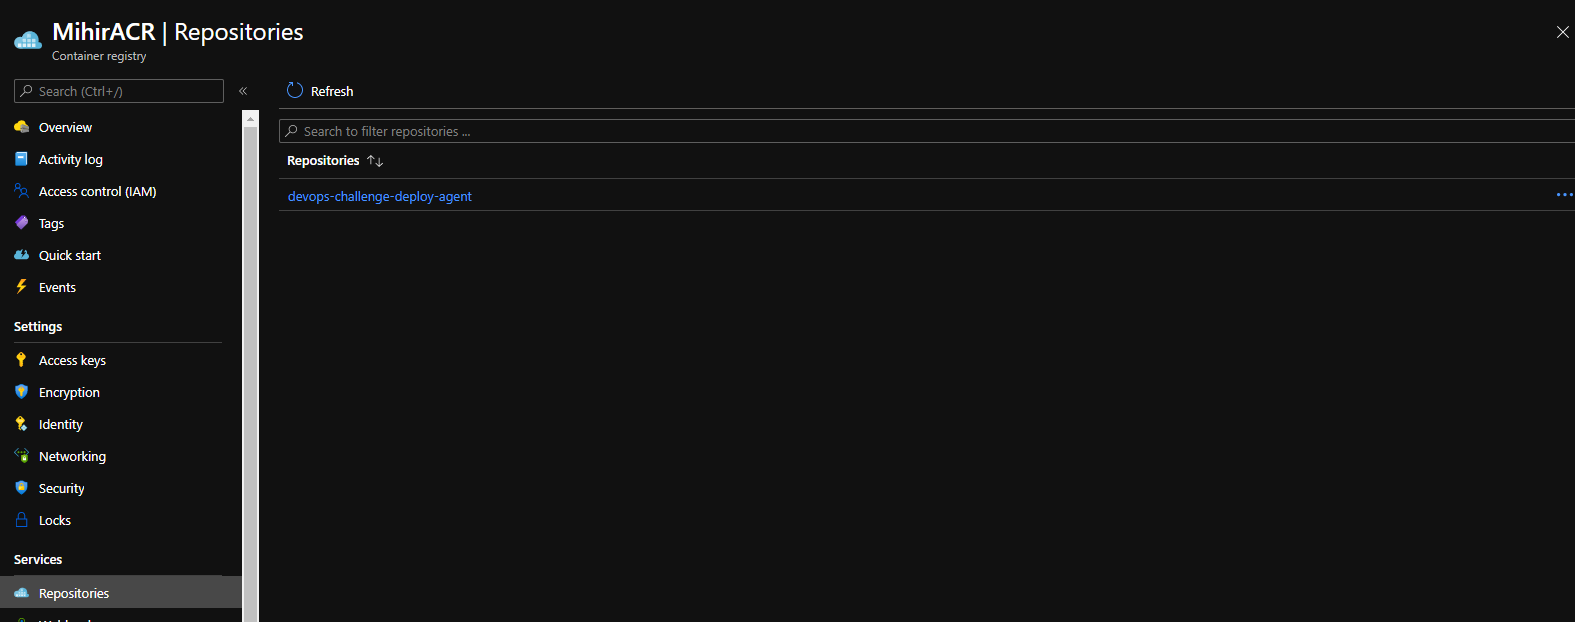 MihirACR | Repositories
Container registry
Search (Ctrl+/)
«
Overview
Activity log
Access control (IAM)
Tags
Quick start
Events
Settings
Access keys
Encryption
Identity
Networking
Security
Locks
Services
Repositories
Refresh
Search to filter repositories ...
Repositories ↑↓
devops-challenge-deploy-agent